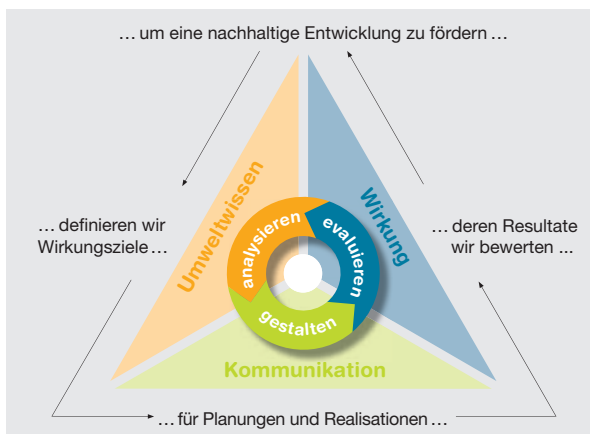 … um eine nachhaltige Entwicklung zu fördern …
Umweltwissen
Wirkung
analysieren
evaluieren
gestalten
… definieren wir
Wirkungsziele …
… deren Resultate
wir bewerten ...
Kommunikation
… für Planungen und Realisationen …